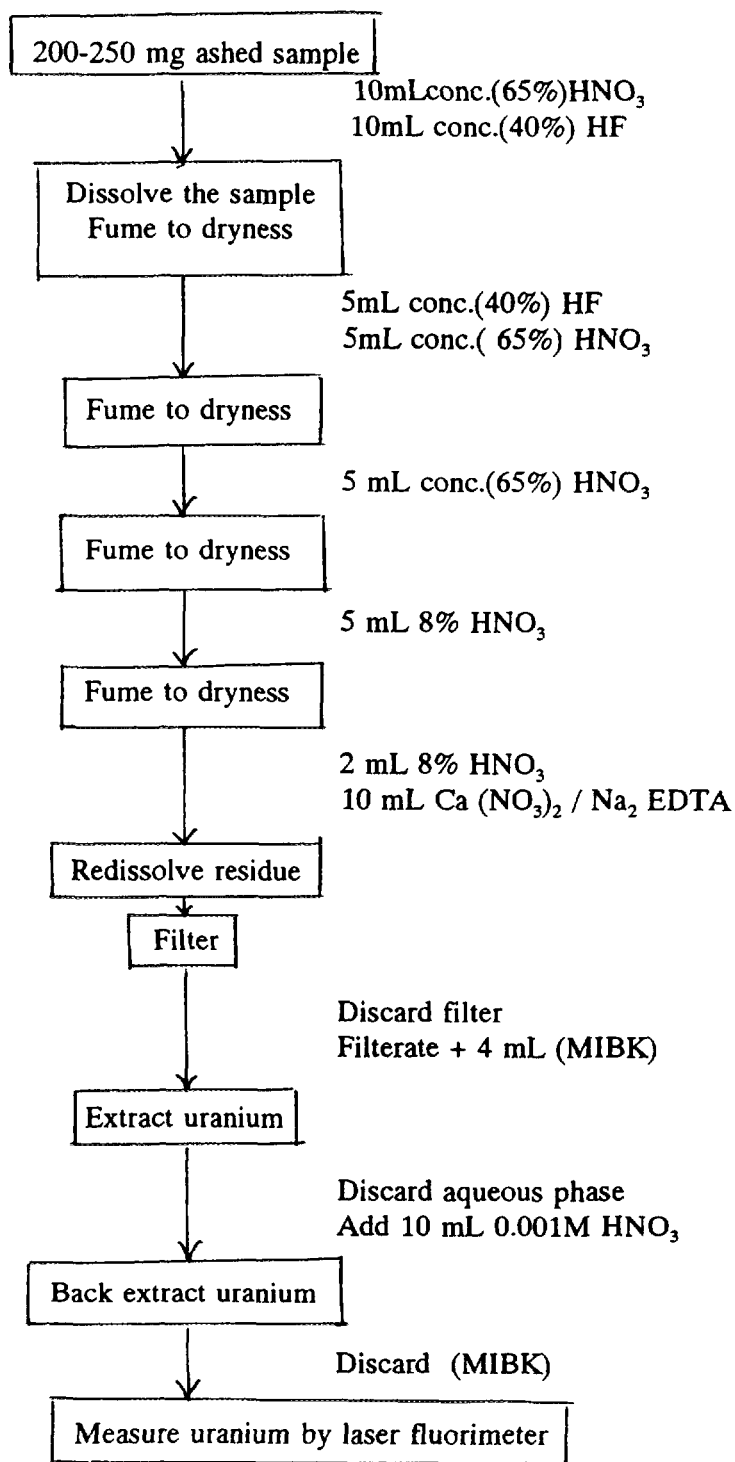 200-250 mg ashed sample
10mLconc.(65%)HNO₃
10mL conc.(40%) HF
Dissolve the sample
Fume to dryness
5mL conc.(40%) HF
5mL conc.( 65%) HNO₃
Fume to dryness
5 mL conc.(65%) HNO₃
Fume to dryness
5 mL 8% HNO₃
Fume to dryness
2 mL 8% HNO₃
10 mL Ca (NO₃)₂ / Na₂ EDTA
Redissolve residue
Filter
Discard filter
Filterate + 4 mL (MIBK)
Extract uranium
Discard aqueous phase
Add 10 mL 0.001M HNO₃
Back extract uranium
Discard (MIBK)
Measure uranium by laser fluorimeter